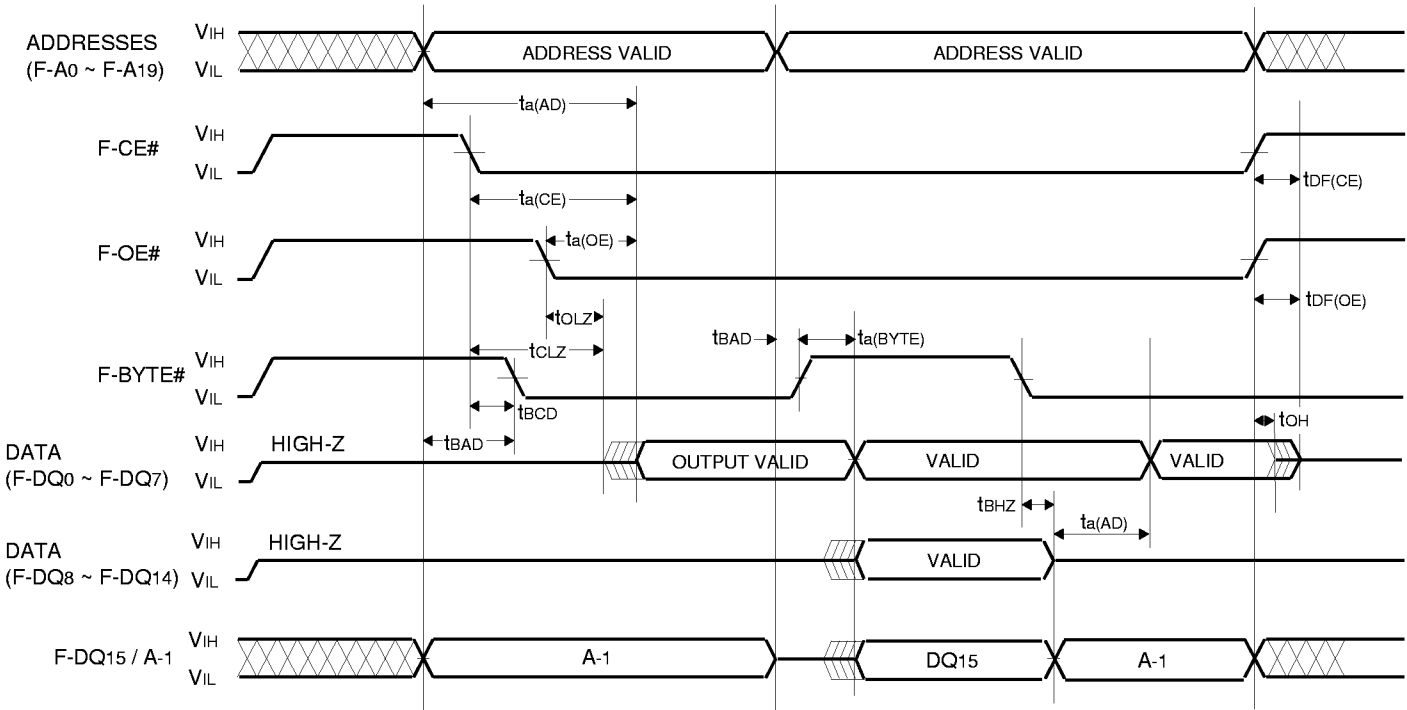 ADDRESSES
(F-A0 ~ F-A19)
VIH
VIL
ADDRESS VALID
ADDRESS VALID
ta(AD)
F-CE#
VIH
VIL
ta(CE)
tDF(CE)
F-OE#
VIH
VIL
ta(OE)
tDF(OE)
tOLZ
tCLZ
tBAD
ta(BYTE)
F-BYTE#
VIH
VIL
tBCD
tBAD
tOH
DATA
(F-DQ0 ~ F-DQ7)
VIH
VIL
HIGH-Z
OUTPUT VALID
VALID
VALID
tBHZ
ta(AD)
DATA
(F-DQ8 ~ F-DQ14)
VIH
VIL
HIGH-Z
VALID
F-DQ15 / A-1
VIH
VIL
A-1
DQ15
A-1